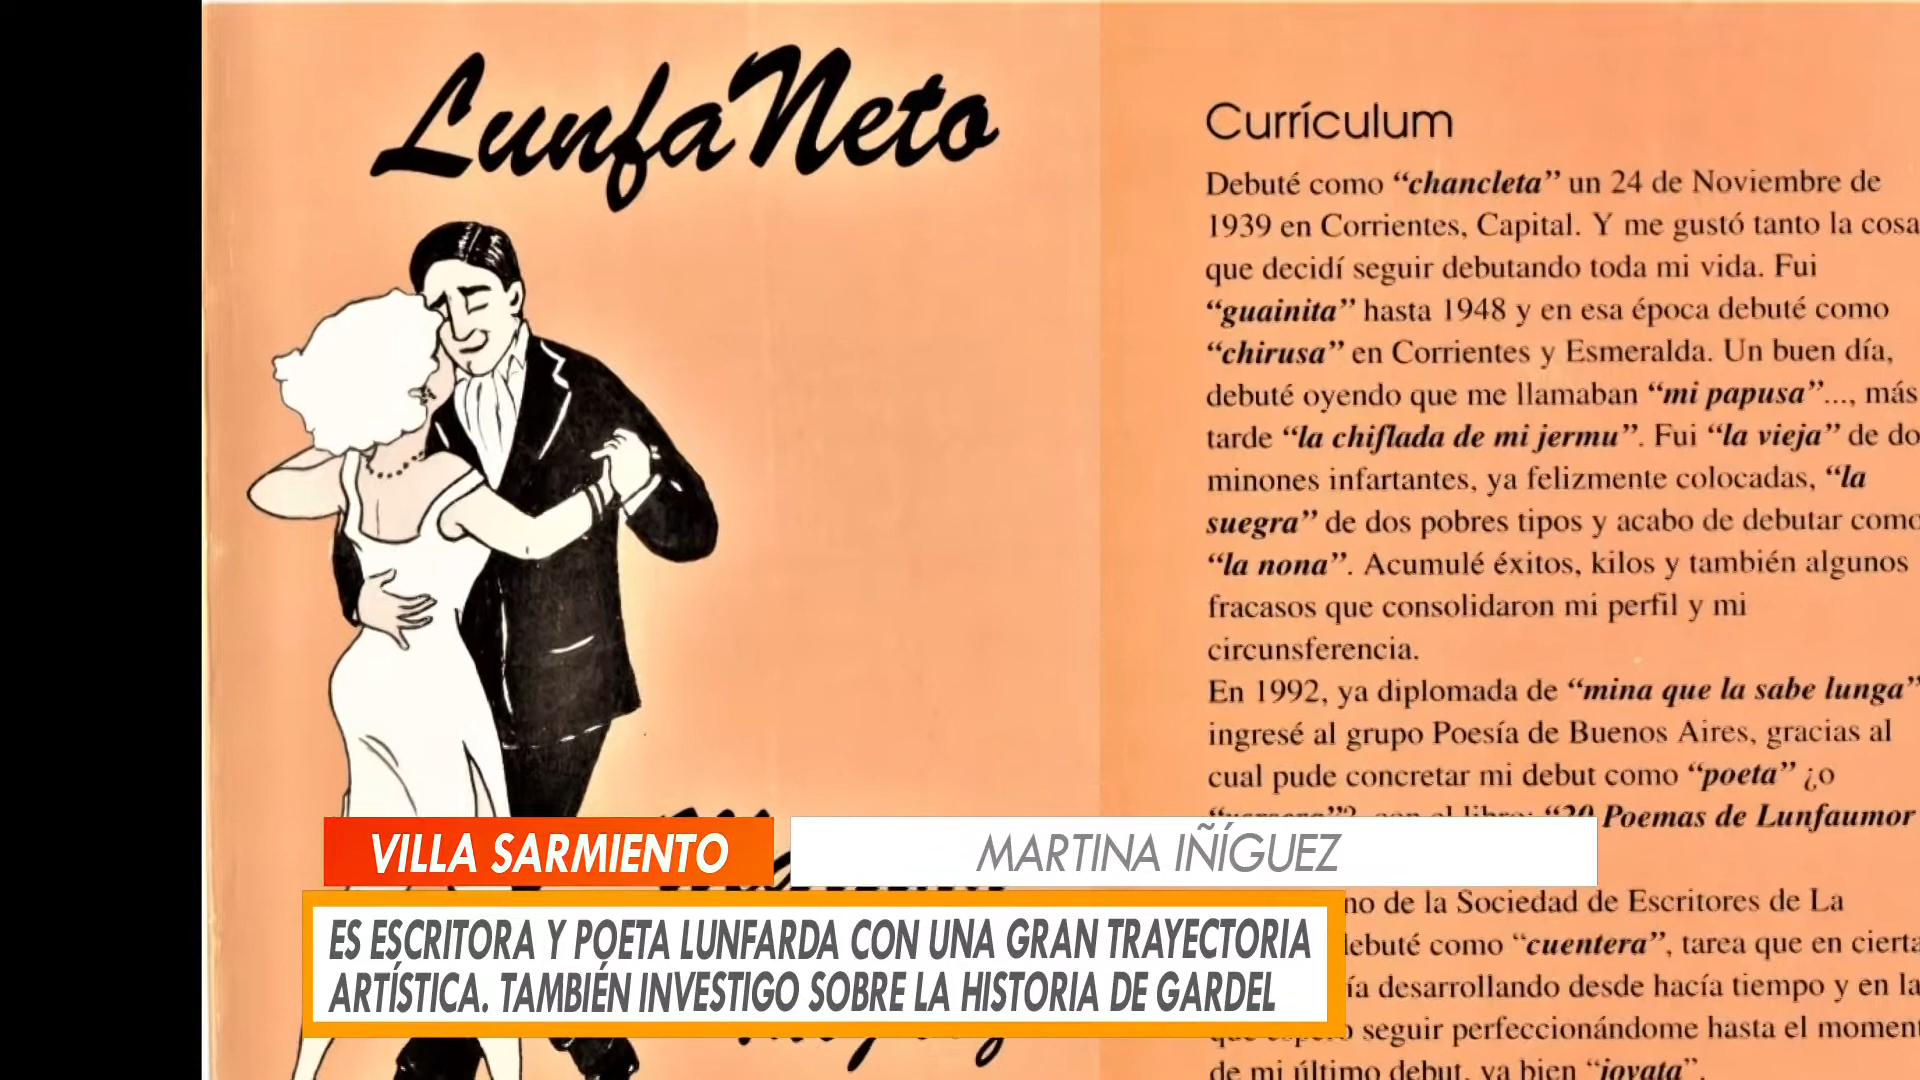 LunfaNeto
Currículum
Debuté como “chancleta” un 24 de Noviembre de
1939 en Corrientes, Capital. Y me gustó tanto la cosa
que decidí seguir debutando toda mi vida. Fui
“guainita” hasta 1948 y en esa época debuté como
“chirusa” en Corrientes y Esmeralda. Un buen día,
debuté oyendo que me llamaban “mi papusa”..., más
tarde “la chiflada de mi jermu”. Fui “la vieja” de do
minones infartantes, ya felizmente colocadas, “la
suegra” de dos pobres tipos y acabo de debutar como
“la nona”. Acumulé éxitos, kilos y también algunos
fracasos que consolidaron mi perfil y mi
circunsferencia.
En 1992, ya diplomada de “mina que la sabe lunga”
ingresé al grupo Poesía de Buenos Aires, gracias al
cual pude concretar mi debut como “poeta” ¿o
“20 Poemas de Lunfaumor
no de la Sociedad de Escritores de La
ebuté como “cuentera”, tarea que en cierta
ía desarrollando desde hacía tiempo y en la
seguir perfeccionándome hasta el moment
de mi último debut, ya bien “jovata”.
VILLA SARMIENTO
MARTINA IÑÍGUEZ
ES ESCRITORA Y POETA LUNFARDA CON UNA GRAN TRAYECTORIA
ARTÍSTICA. TAMBIÉN INVESTIGO SOBRE LA HISTORIA DE GARDEL